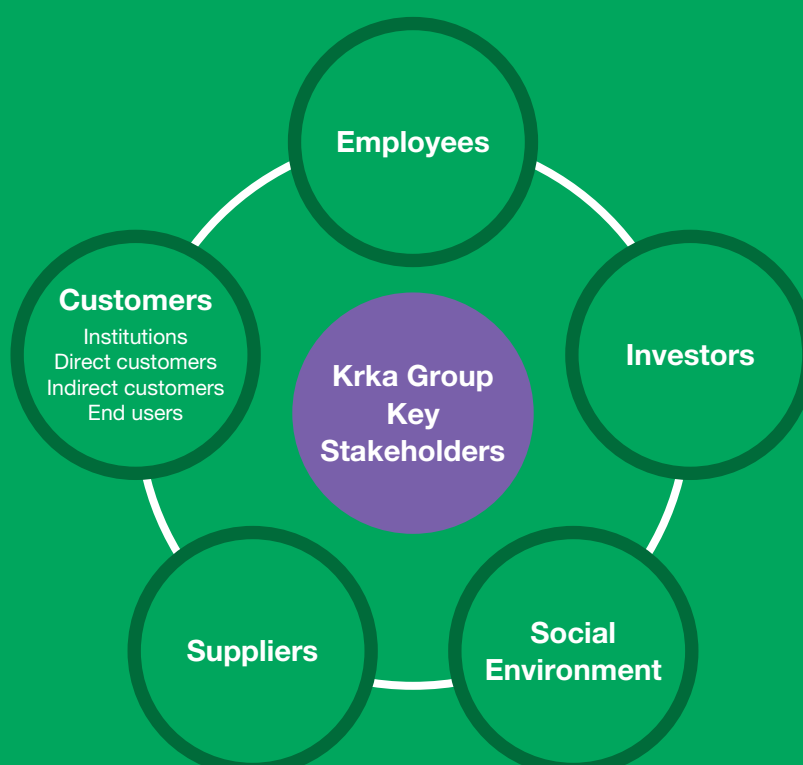 Employees
Customers
Institutions
Direct customers
Indirect customers
End users
Krka Group
Key
Stakeholders
Investors
Suppliers
Social
Environment